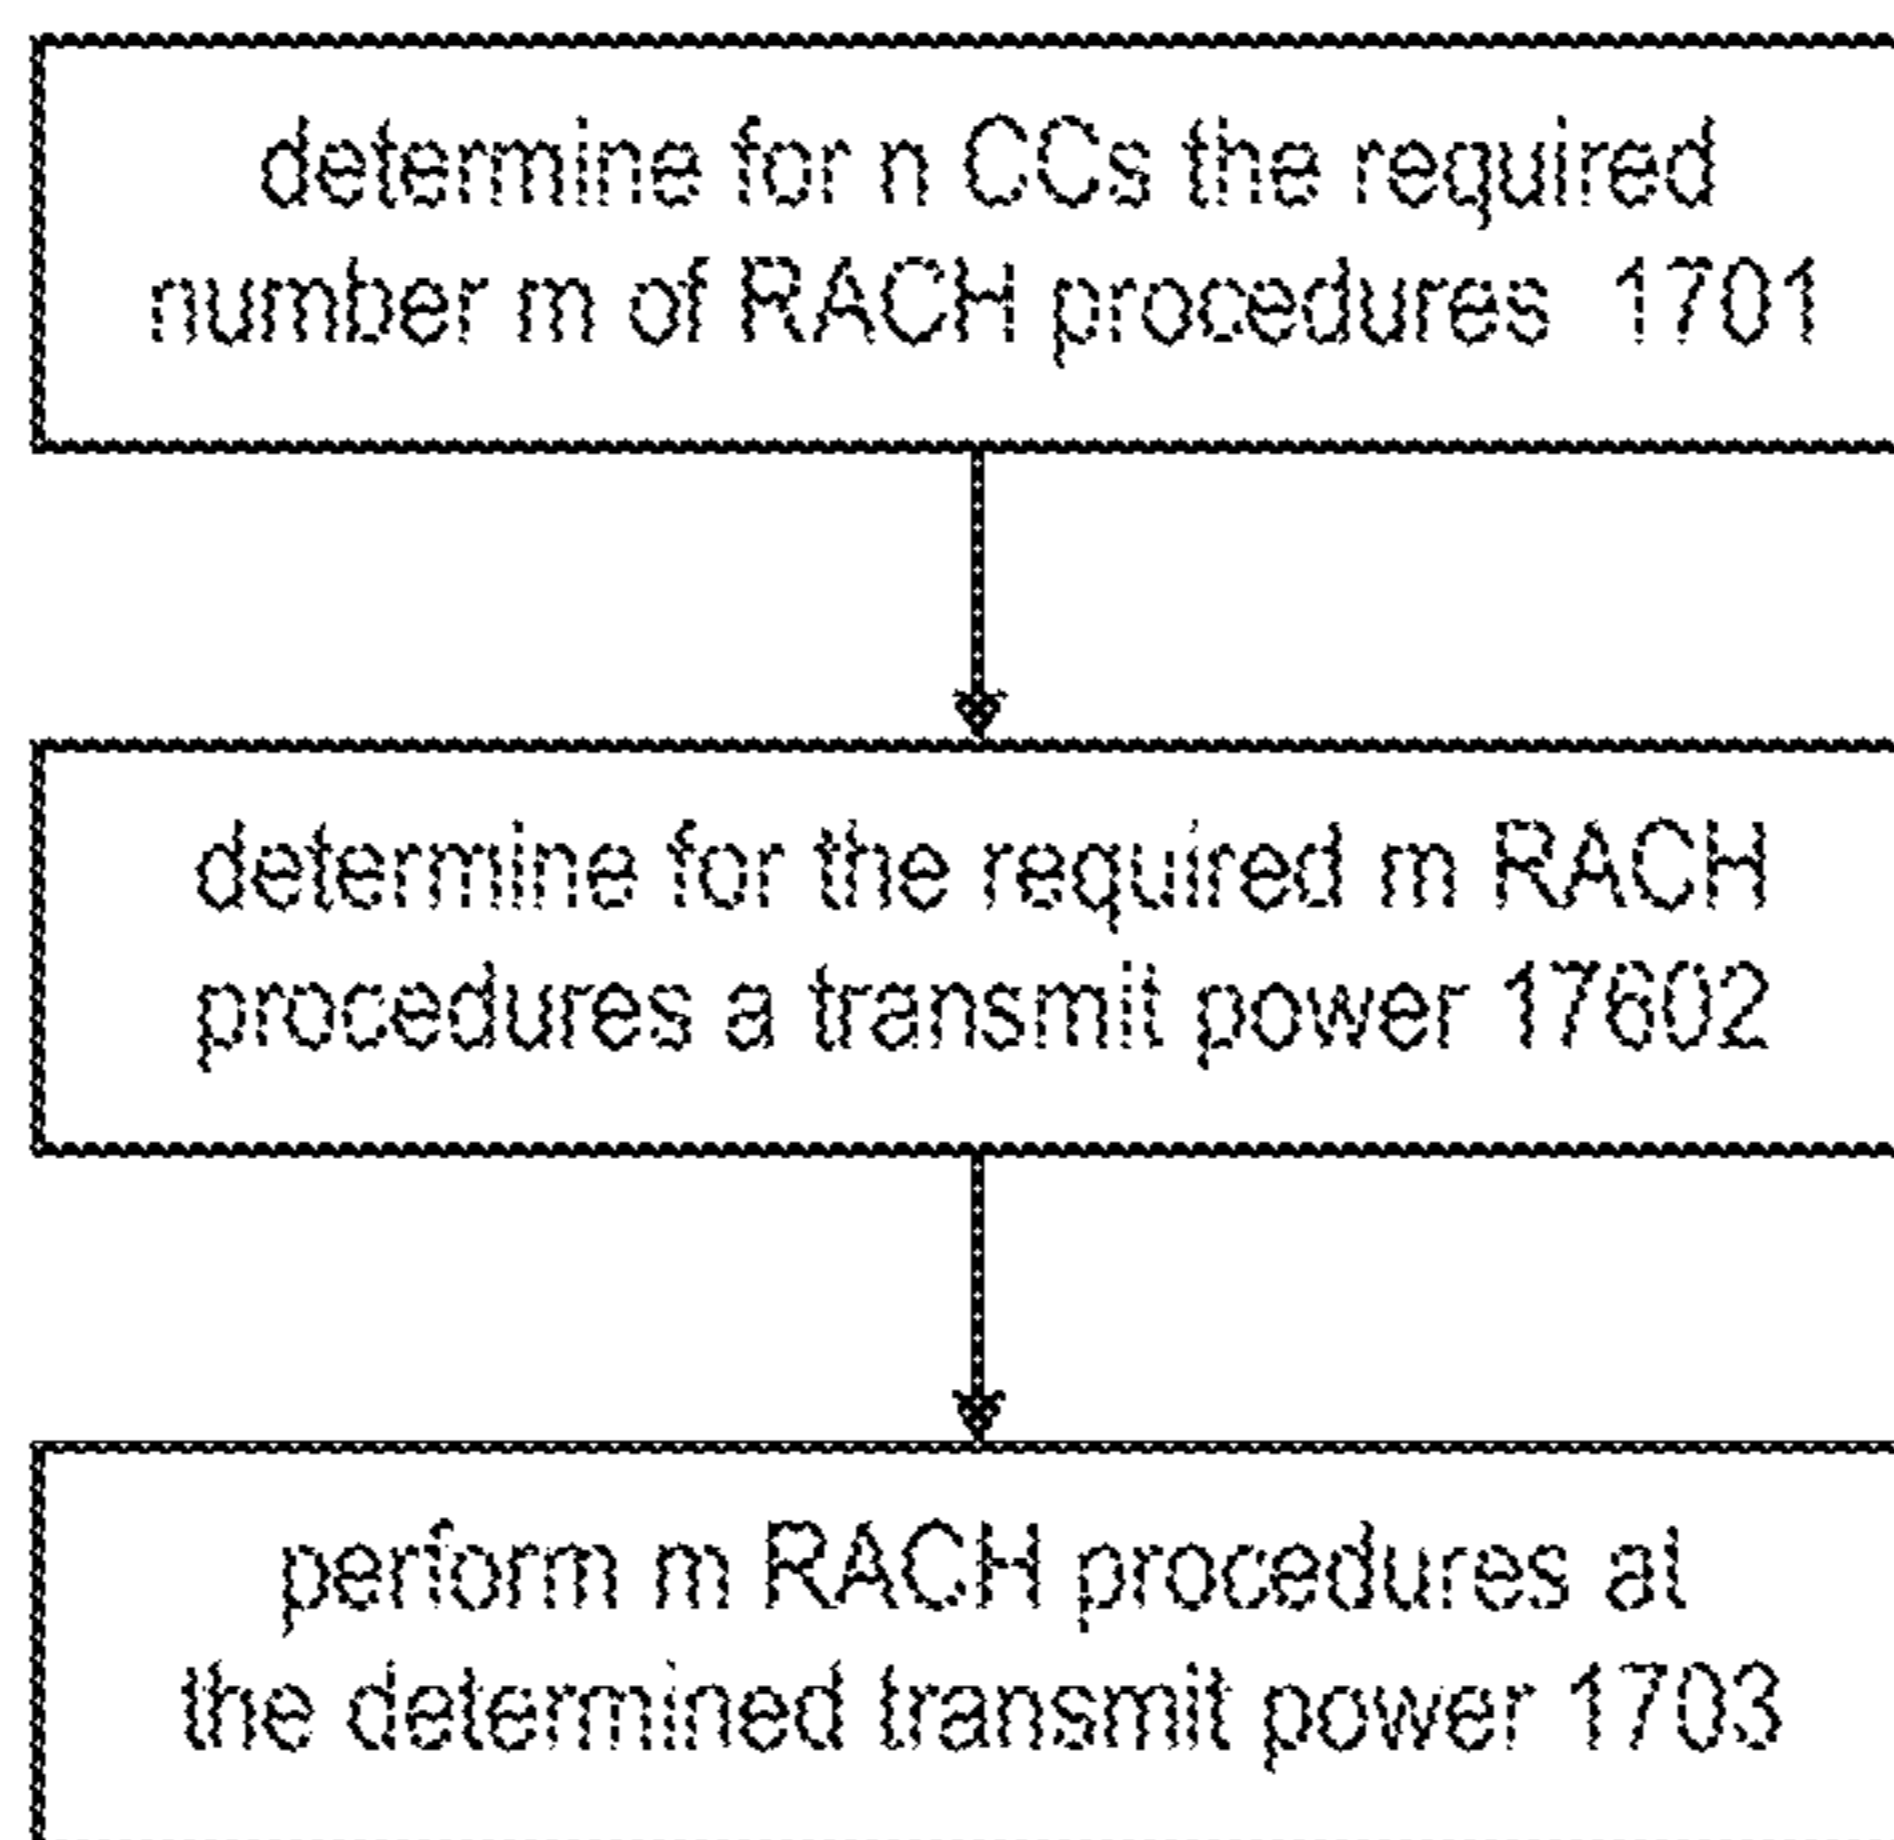 determine for n CCs the required
number m of RACH procedures 1701
determine for the required m RACH
procedures a transmit power 17602
perform m RACH procedures at
the determined transmit power 1703